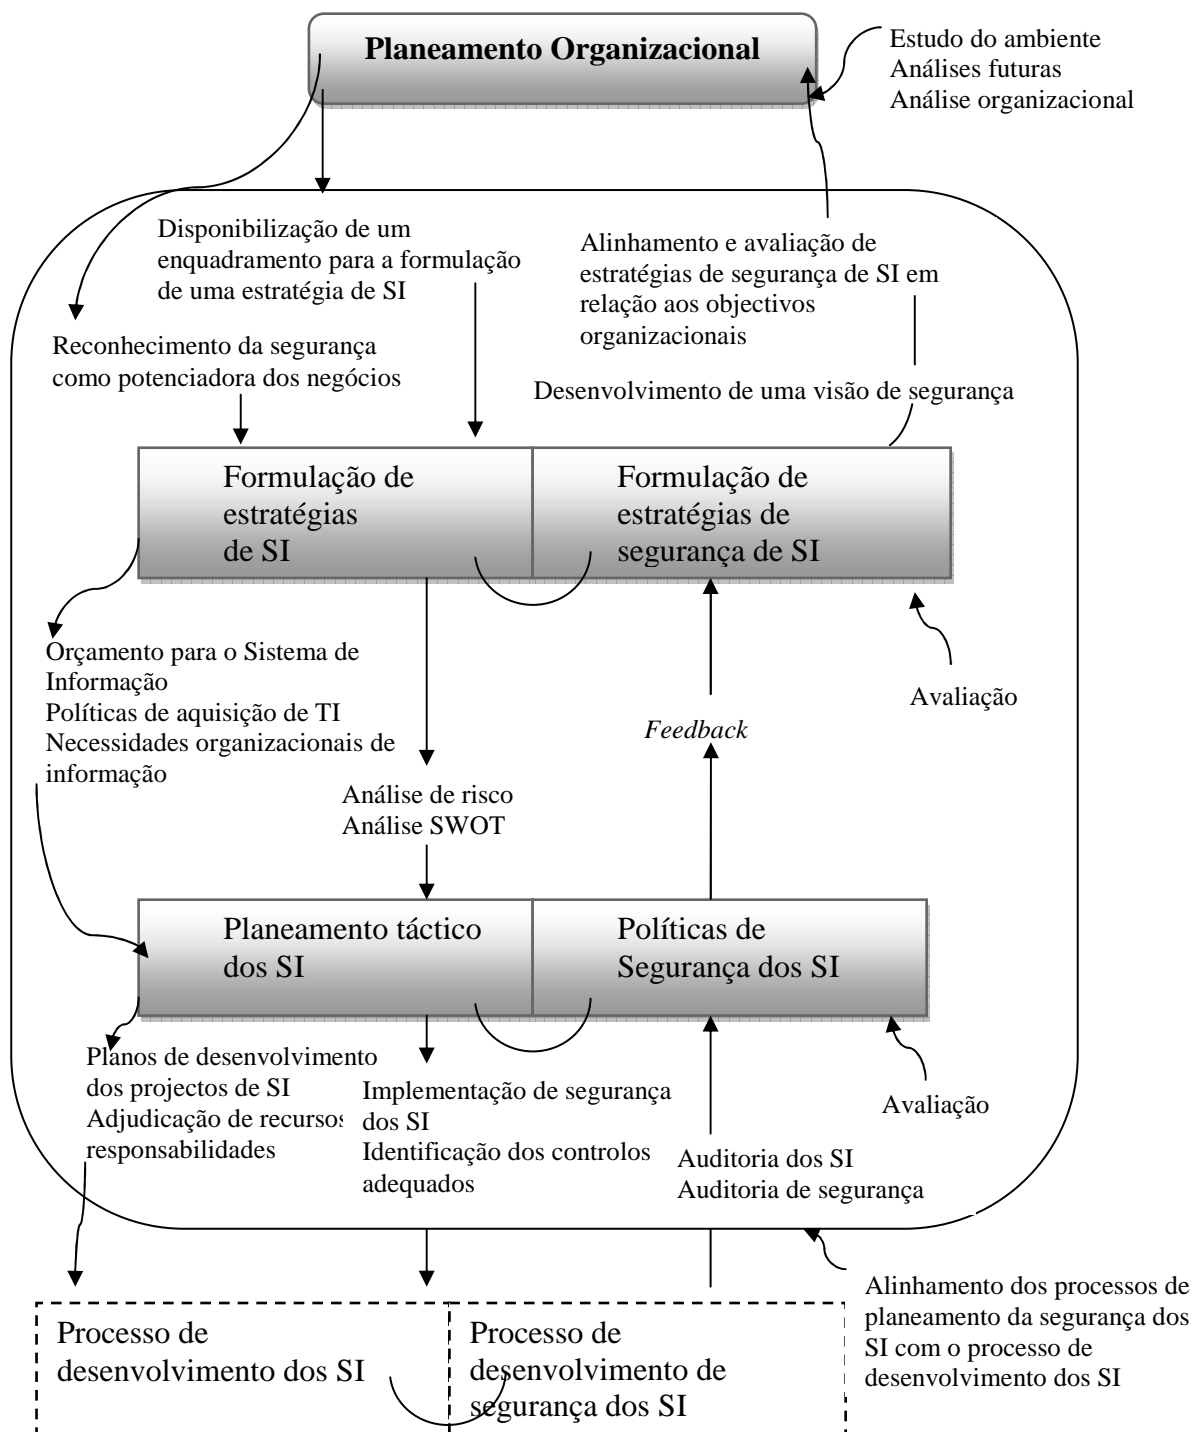 Planeamento Organizacional
Estudo do ambiente
Análises futuras
Análise organizacional
Disponibilização de um
enquadramento para a formulação
de uma estratégia de SI
Alinhamento e avaliação de
estratégias de segurança de SI em
relação aos objectivos
organizacionais
Reconhecimento da segurança
como potenciadora dos negócios
Desenvolvimento de uma visão de segurança
Formulação de
estratégias
de SI
Formulação de
estratégias de
segurança de SI
Orçamento para o Sistema de
Informação
Políticas de aquisição de TI
Necessidades organizacionais de
informação
Avaliação
Feedback
Análise de risco
Análise SWOT
Planeamento táctico
dos SI
Políticas de
Segurança dos SI
Planos de desenvolvimento
dos projectos de SI
Adjudicação de recursos
responsabilidades
Implementação de segurança
dos SI
Identificação dos controlos
adequados
Avaliação
Auditoria dos SI
Auditoria de segurança
Alinhamento dos processos de
planeamento da segurança dos
SI com o processo de
desenvolvimento dos SI
Processo de
desenvolvimento dos SI
Processo de
desenvolvimento de
segurança dos SI